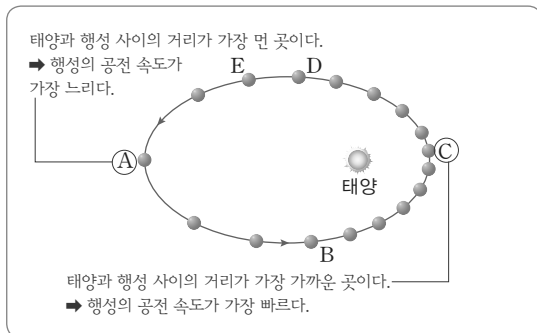 태양과 행성 사이의 거리가 가장 먼 곳이다.
➡ 행성의 공전 속도가
가장 느리다.
E
D
A
C
태양
B
태양과 행성 사이의 거리가 가장 가까운 곳이다.
➡ 행성의 공전 속도가 가장 빠르다.